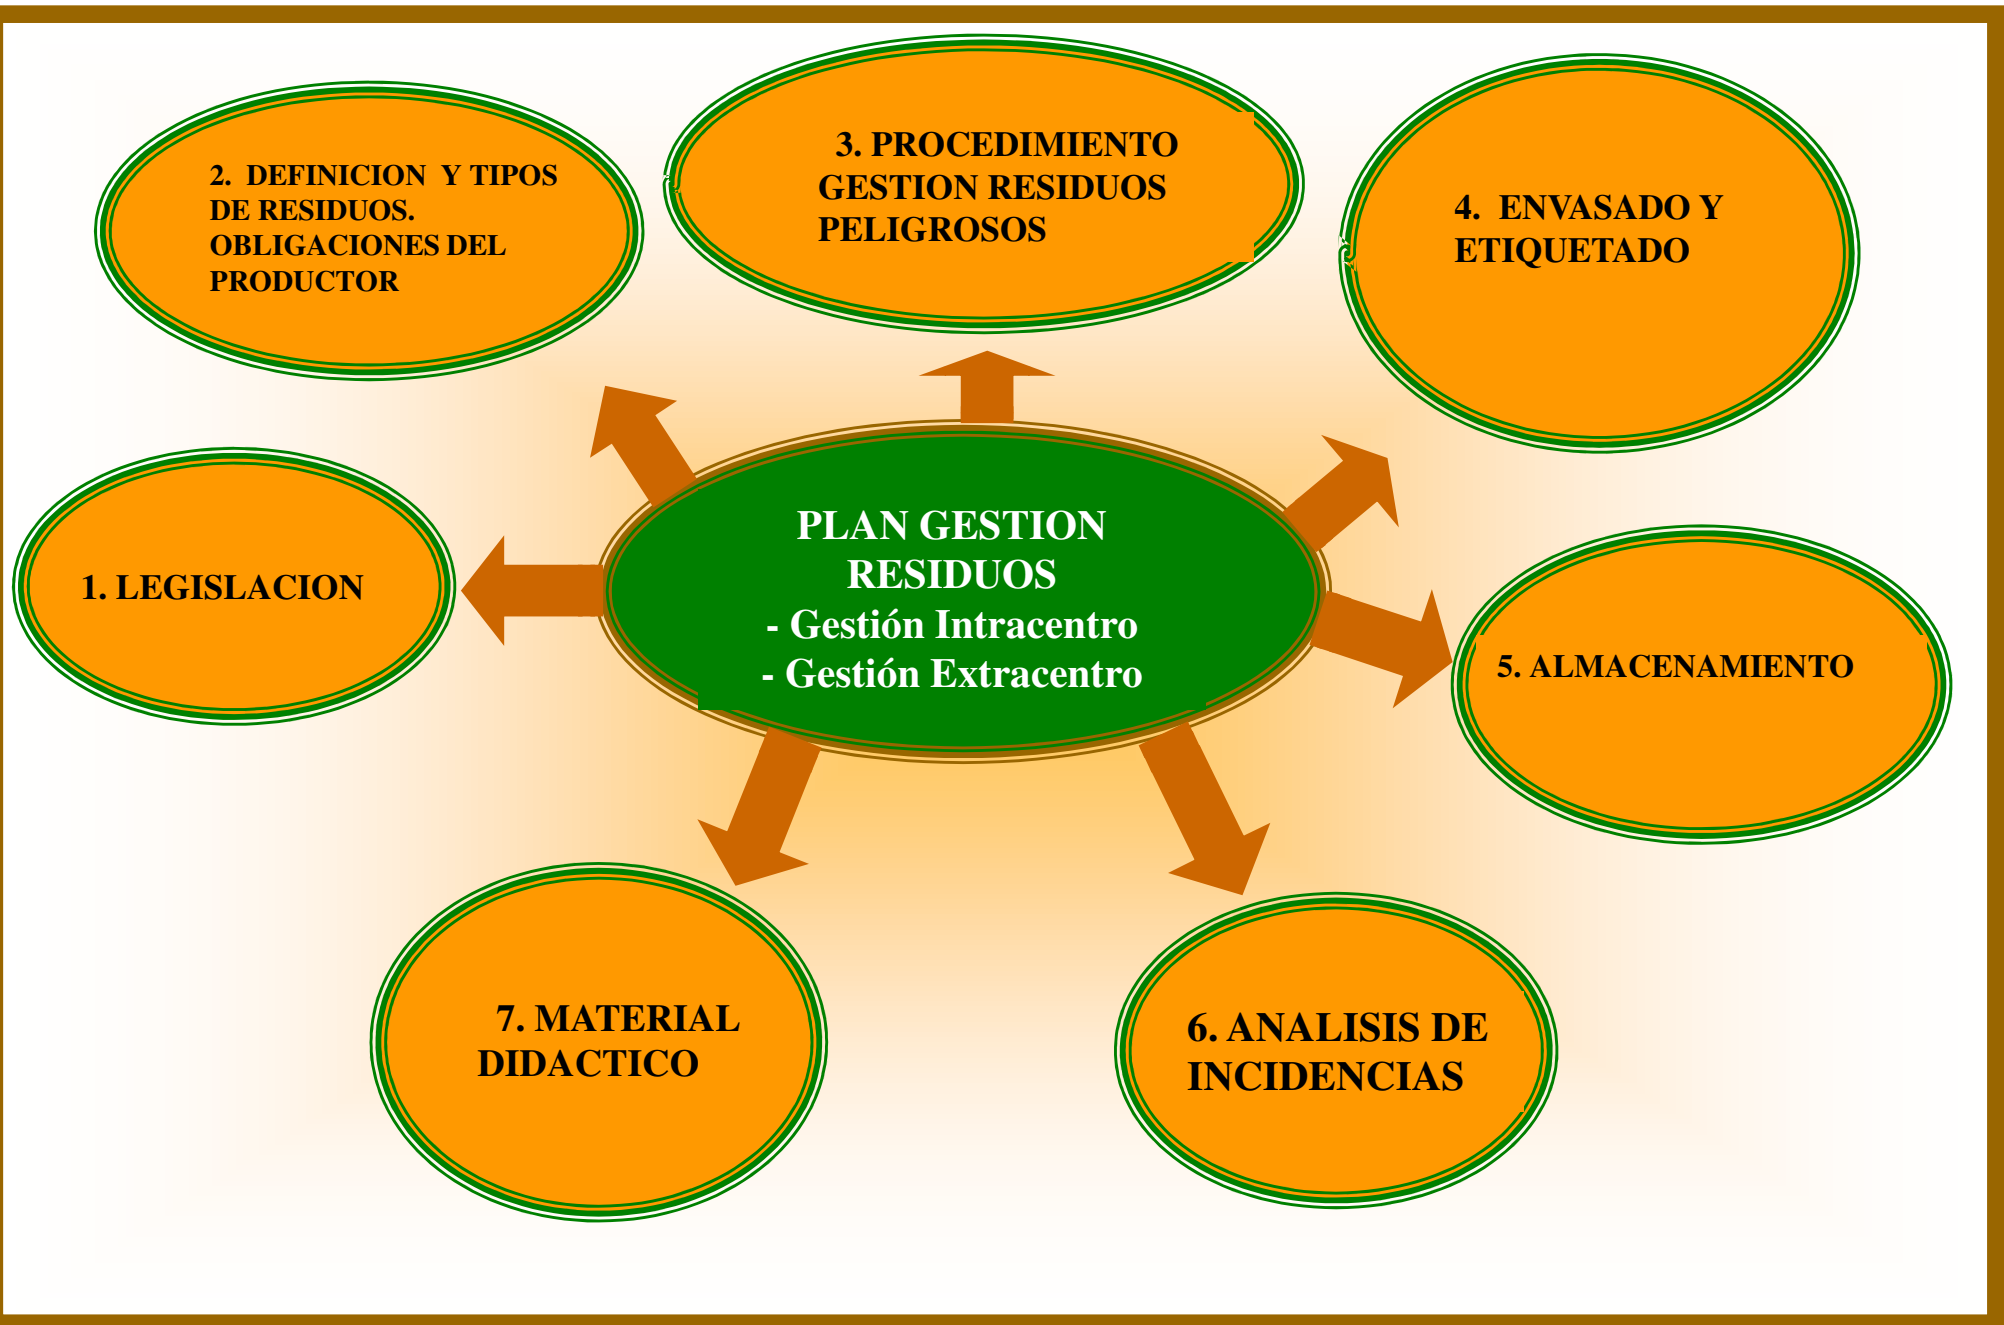 1. LEGISLACION
2. DEFINICION Y TIPOS
DE RESIDUOS.
OBLIGACIONES DEL
PRODUCTOR
3. PROCEDIMIENTO
GESTION RESIDUOS
PELIGROSOS
4. ENVASADO Y
ETIQUETADO
5. ALMACENAMIENTO
6. ANALISIS DE
INCIDENCIAS
7. MATERIAL
DIDACTICO
PLAN GESTION
RESIDUOS
- Gestión Intracentro
- Gestión Extracentro